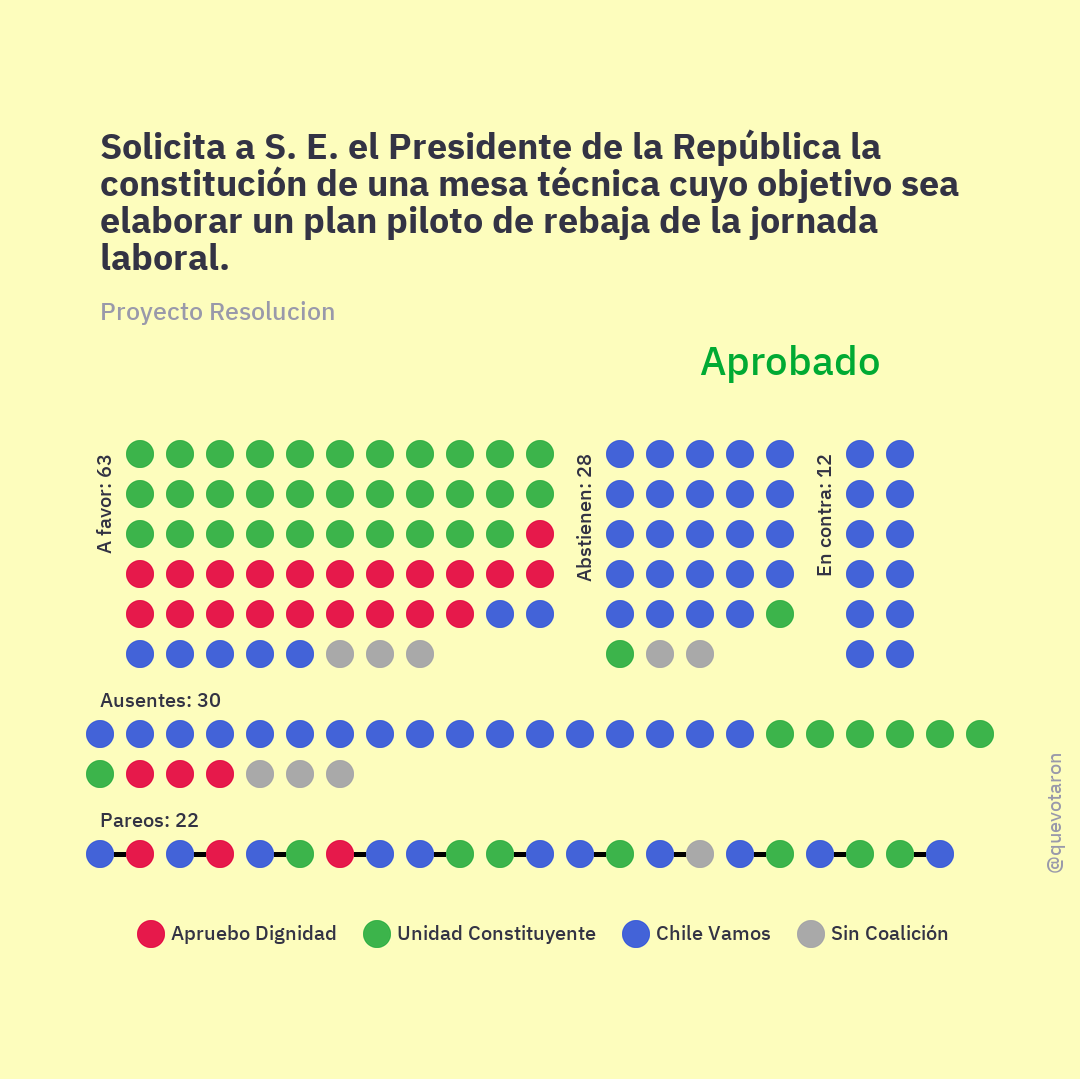 Solicita a S. E. el Presidente de la República la
constitución de una mesa técnica cuyo objetivo sea
elaborar un plan piloto de rebaja de la jornada
laboral.
Proyecto Resolucion
Aprobado
A favor: 63
Abstienen: 28
En contra: 12
Ausentes: 30
Pareos: 22
@quevotaron
Apruebo Dignidad
Unidad Constituyente
Chile Vamos
Sin Coalición